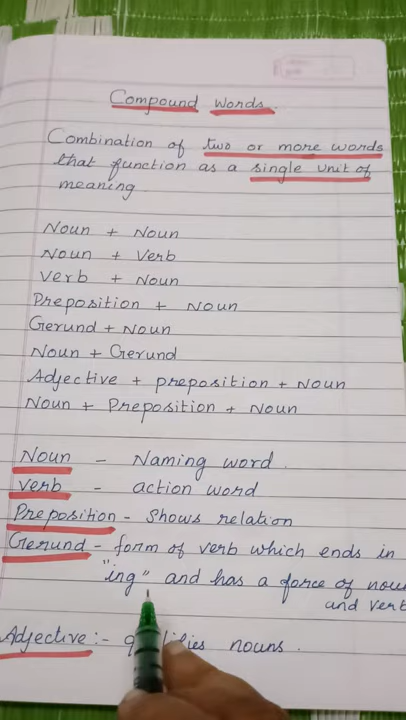 Compound Words.
Combination of two or more words
that function as a single unit of
meaning
Noun + Noun
Noun + Verb
Verb + Noun
Preposition + Noun
Gerund + Noun
Noun + Gerund
Adjective + preposition + Noun
Noun + Preposition + Noun
Noun - Naming word.
Verb - action word
Preposition - Shows relation
Gerund - form of verb which ends in
"ing" and has a force of noun
and verb
Adjective :- nouns.